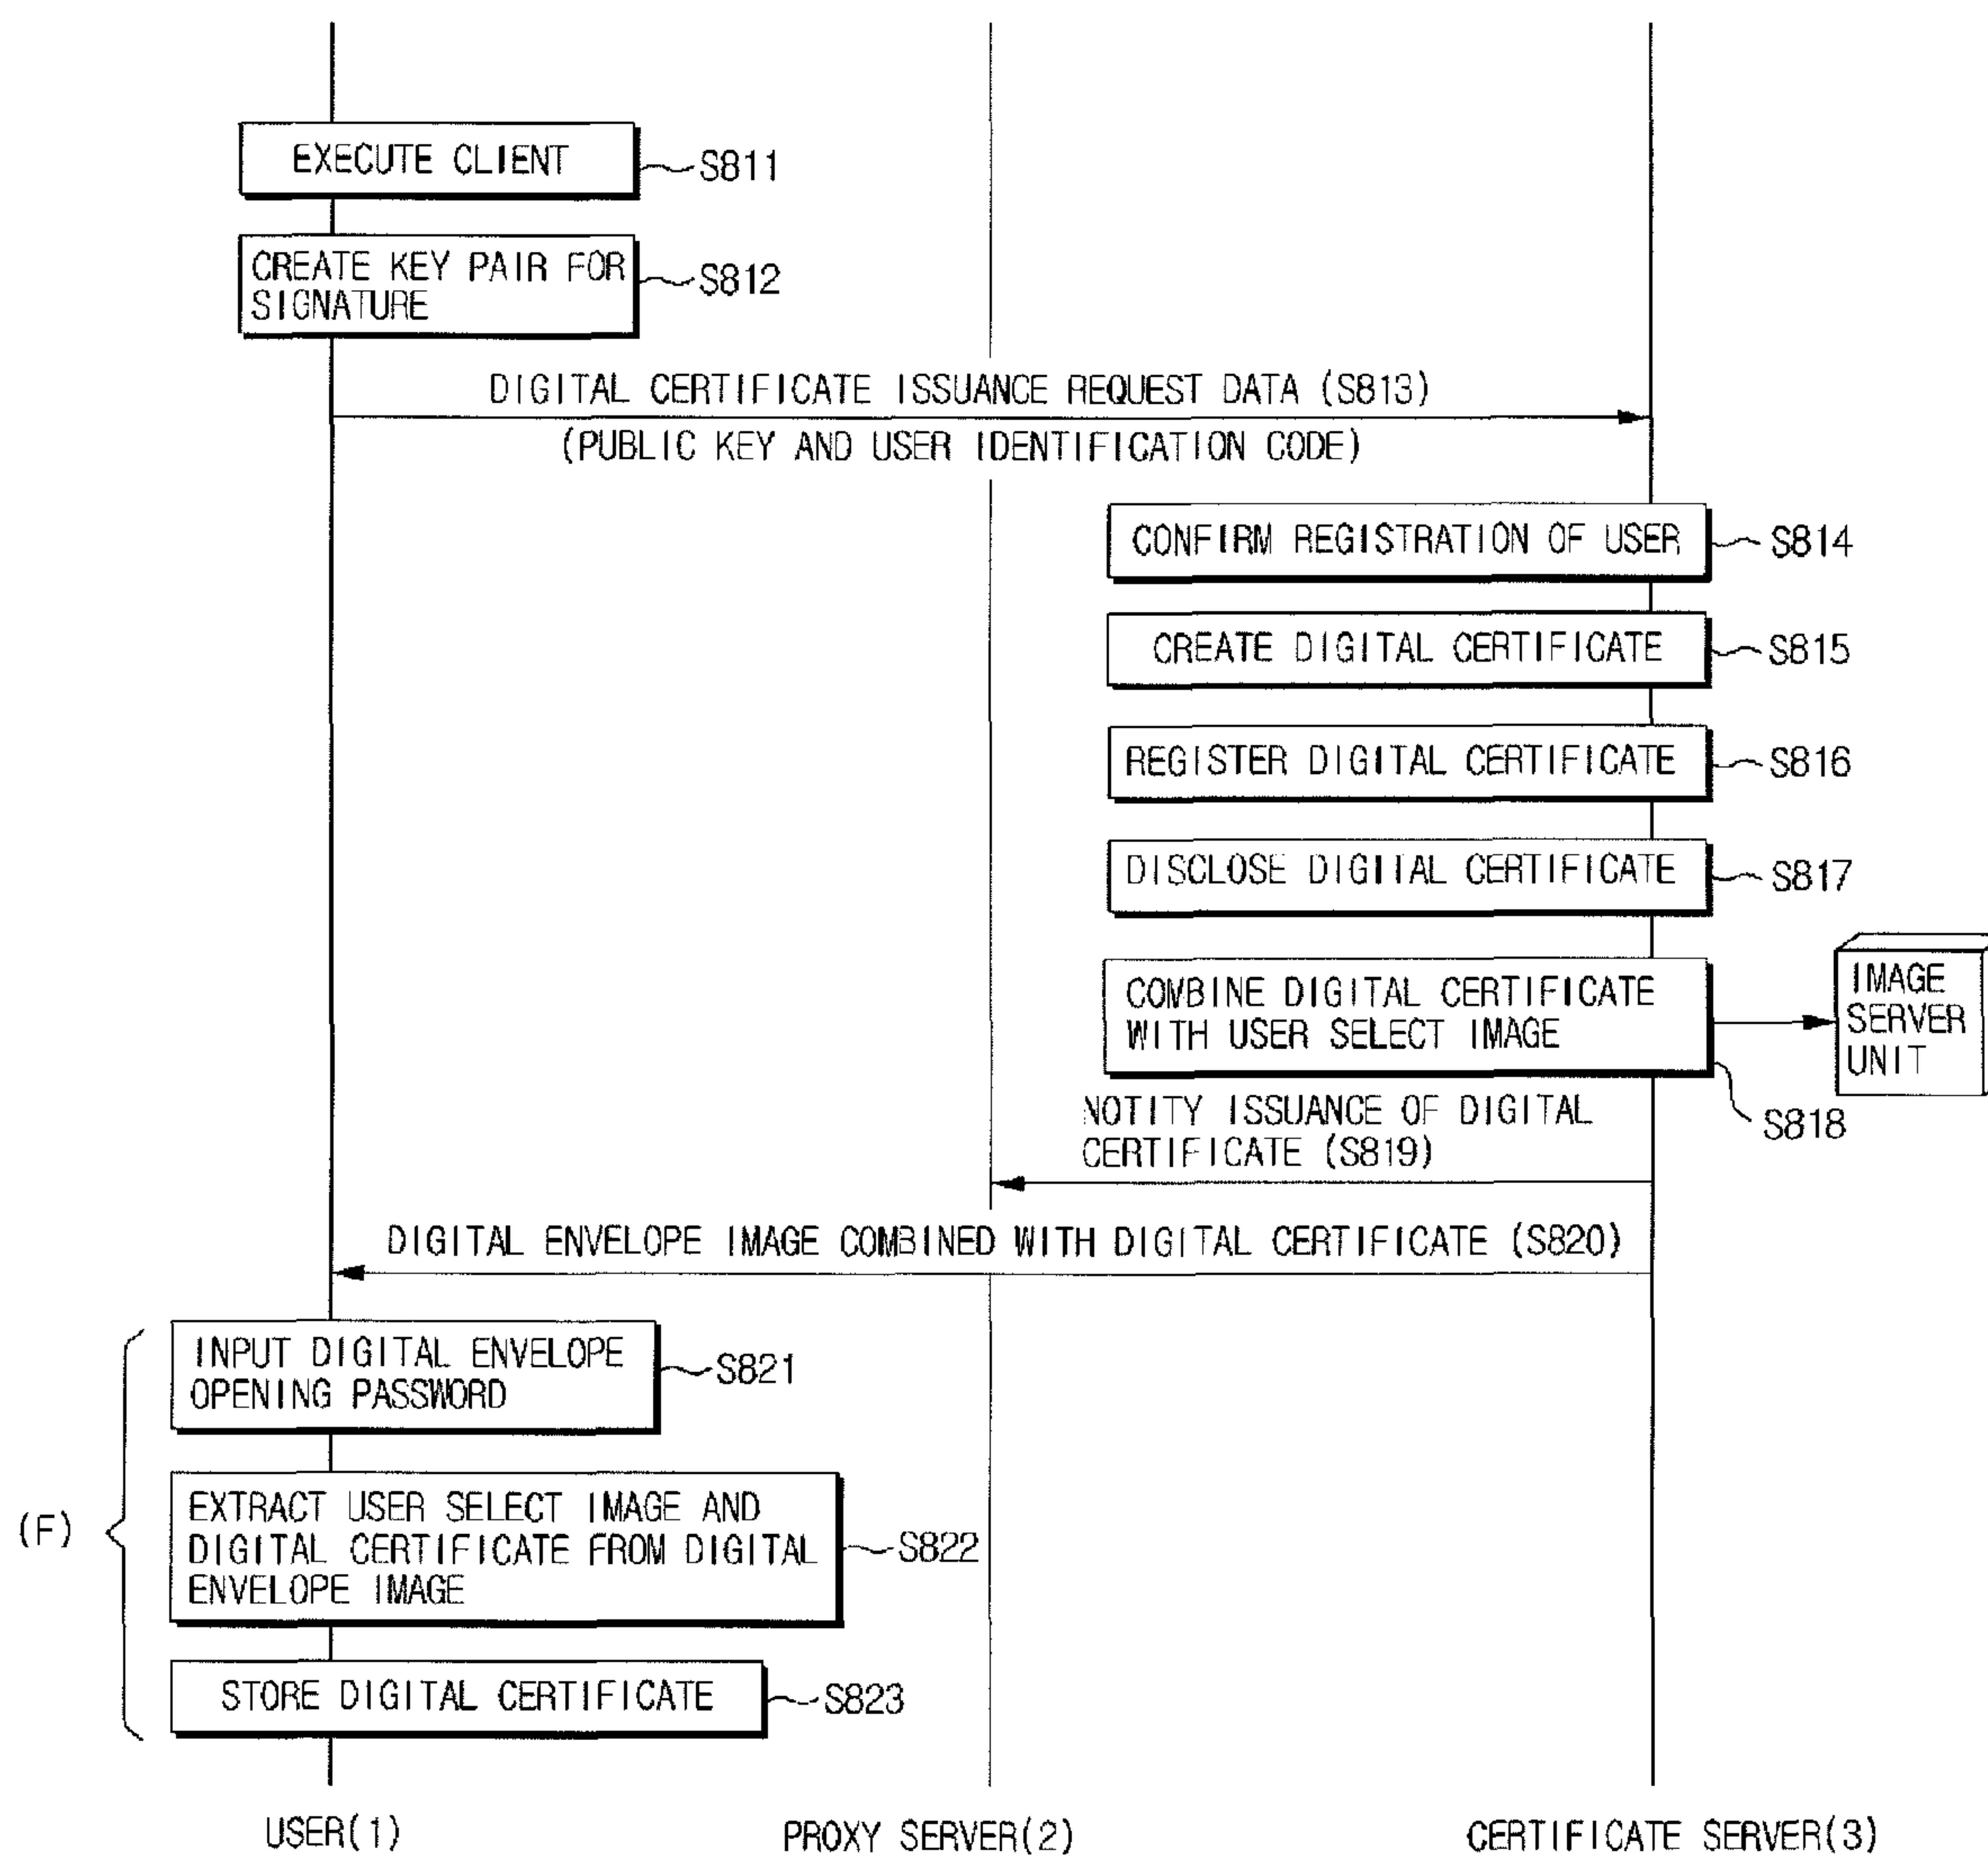 EXECUTE CLIENT
S811
CREATE KEY PAIR FOR
SIGNATURE
S812
DIGITAL CERTIFICATE ISSUANCE REQUEST DATA (S813)
(PUBLIC KEY AND USER IDENTIFICATION CODE)
CONFIRM REGISTRATION OF USER
S814
CREATE DIGITAL CERTIFICATE
S815
REGISTER DIGITAL CERTIFICATE
S816
DISCLOSE DIGITAL CERTIFICATE
S817
COMBINE DIGITAL CERTIFICATE
WITH USER SELECT IMAGE
S818
IMAGE
SERVER
UNIT
NOTITY ISSUANCE OF DIGITAL
CERTIFICATE (S819)
DIGITAL ENVELOPE IMAGE COMBINED WITH DIGITAL CERTIFICATE (S820)
(F)
INPUT DIGITAL ENVELOPE
OPENING PASSWORD
S821
EXTRACT USER SELECT IMAGE AND
DIGITAL CERTIFICATE FROM DIGITAL
ENVELOPE IMAGE
S822
STORE DIGITAL CERTIFICATE
S823
USER(1)
PROXY SERVER(2)
CERTIFICATE SERVER(3)